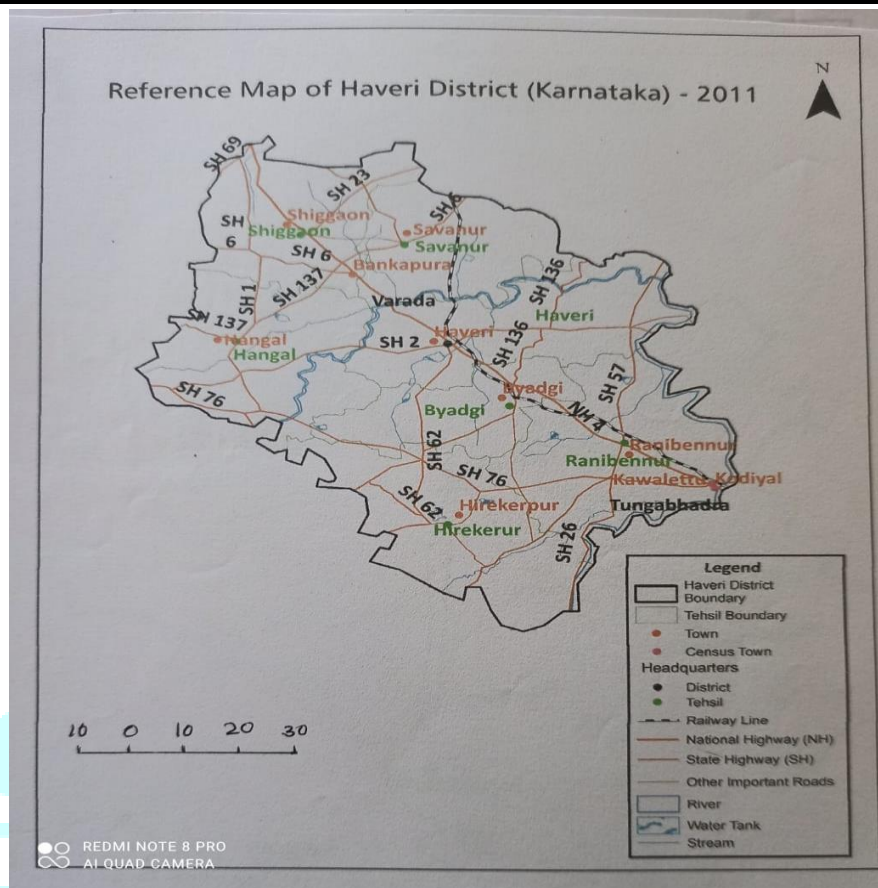 N
Reference Map of Haveri District (Karnataka) - 2011
SH 69
SH 23
SH 6
Shiggaon
SH 6
Shiggaon
Savanur
Savanur
SH 6
Bankapura
SH 136
SH 1
SH 137
Varada
Haveri
SH 137
Hangal
Hangal
SH 2
Haveri
SH 136
SH 76
Byadgi
SH 57
Byadgi
NH 4
Ranibennur
Ranibennur
SH 62
SH 76
Kawalettu
Kodiyal
SH 62
Hirekerpur
Tungabhadra
Hirekerur
SH 26
Legend
Haveri District
Boundary
Tehsil Boundary
Town
Census Town
Headquarters
District
Tehsil
Railway Line
National Highway (NH)
State Highway (SH)
Other Important Roads
River
Water Tank
Stream
10 0 10 20 30
REDMI NOTE 8 PRO
AI QUAD CAMERA